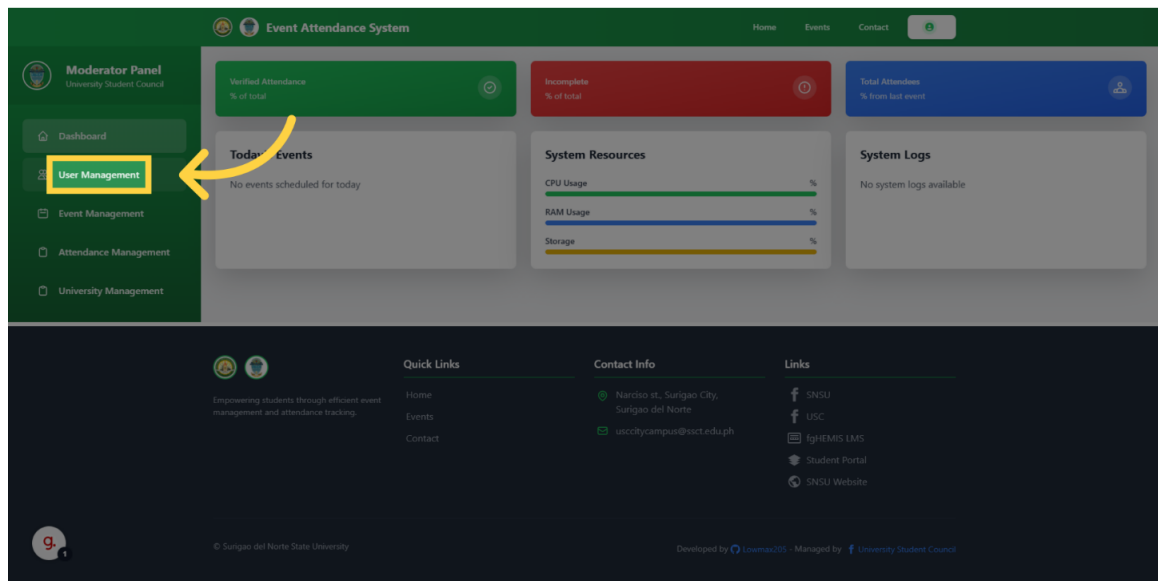 Event Attendance System
Home
Events
Contact
Moderator Panel
University Student Council
Dashboard
User Management
Event Management
Attendance Management
University Management
Verified Attendance
% of total
Incomplete
% of total
Total Attendees
% from last event
Events
No events scheduled for today
System Resources
CPU Usage %
RAM Usage %
Storage %
System Logs
No system logs available
Empowering students through efficient event
management and attendance tracking.
Quick Links
Home
Events
Contact
Contact Info
Narciso st., Surigao City,
Surigao del Norte
usccitycampus@ssct.edu.ph
Links
SNSU
USC
fgHEMIS LMS
Student Portal
SNSU Website
g.
1
© Surigao del Norte State University
Developed by - Managed by University Student Council